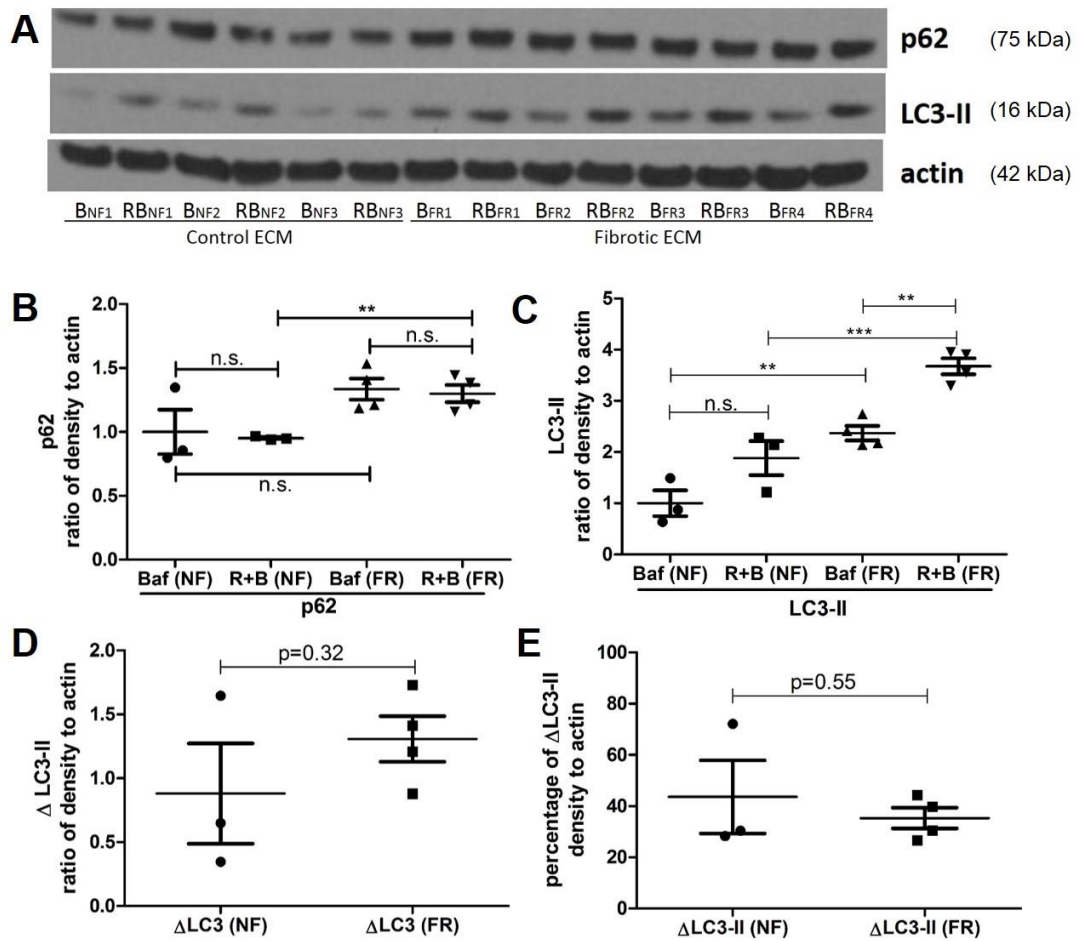 A
p62 (75 kDa)
LC3-II (16 kDa)
actin (42 kDa)
BNF1 RBNF1 BNF2 RBNF2 BNF3 RBNF3 BFR1 RBFR1 BFR2 RBFR2 BFR3 RBFR3 BFR4 RBFR4
Control ECM Fibrotic ECM
B
p62
ratio of density to actin
2.0
1.5
1.0
0.5
0.0
**
n.s.
n.s.
n.s.
Baf (NF) R+B (NF) Baf (FR) R+B (FR)
p62
C
LC3-II
ratio of density to actin
5
4
3
2
1
0
**
***
**
n.s.
Baf (NF) R+B (NF) Baf (FR) R+B (FR)
LC3-II
D
Δ LC3-II
ratio of density to actin
2.0
1.5
1.0
0.5
0.0
p=0.32
ΔLC3 (NF) ΔLC3 (FR)
E
percentage of ΔLC3-II
density to actin
100
80
60
40
20
0
p=0.55
ΔLC3-II (NF) ΔLC3-II (FR)